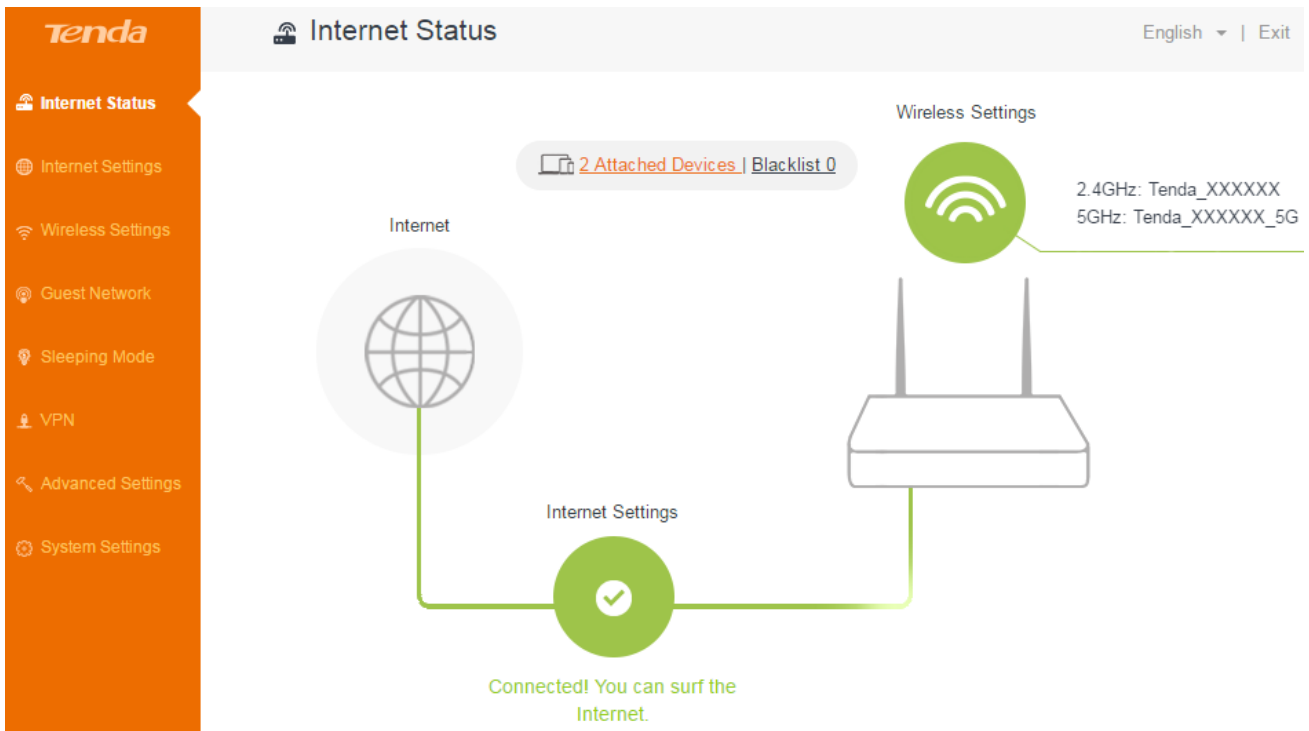 Tenda
Internet Status
English | Exit
Internet Status
Internet Settings
Wireless Settings
Guest Network
Sleeping Mode
VPN
Advanced Settings
System Settings
Wireless Settings
2 Attached Devices | Blacklist 0
2.4GHz: Tenda_XXXXXX
5GHz: Tenda_XXXXXX_5G
Internet
Internet Settings
Connected! You can surf the
Internet.